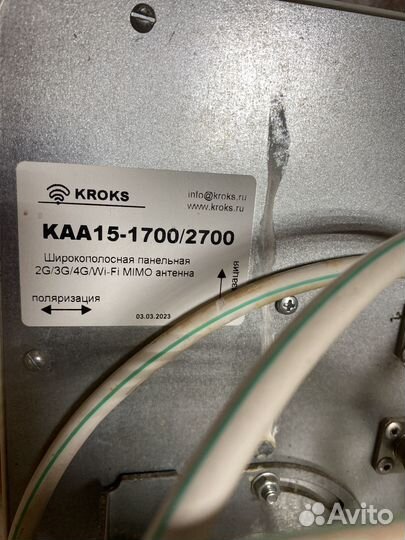 KROKS
info@kroks.ru
www.kroks.ru
KAA15-1700/2700
Широкополосная панельная
2G/3G/4G/Wi-Fi MIMO антенна
поляризация
03.03.2023
Avito